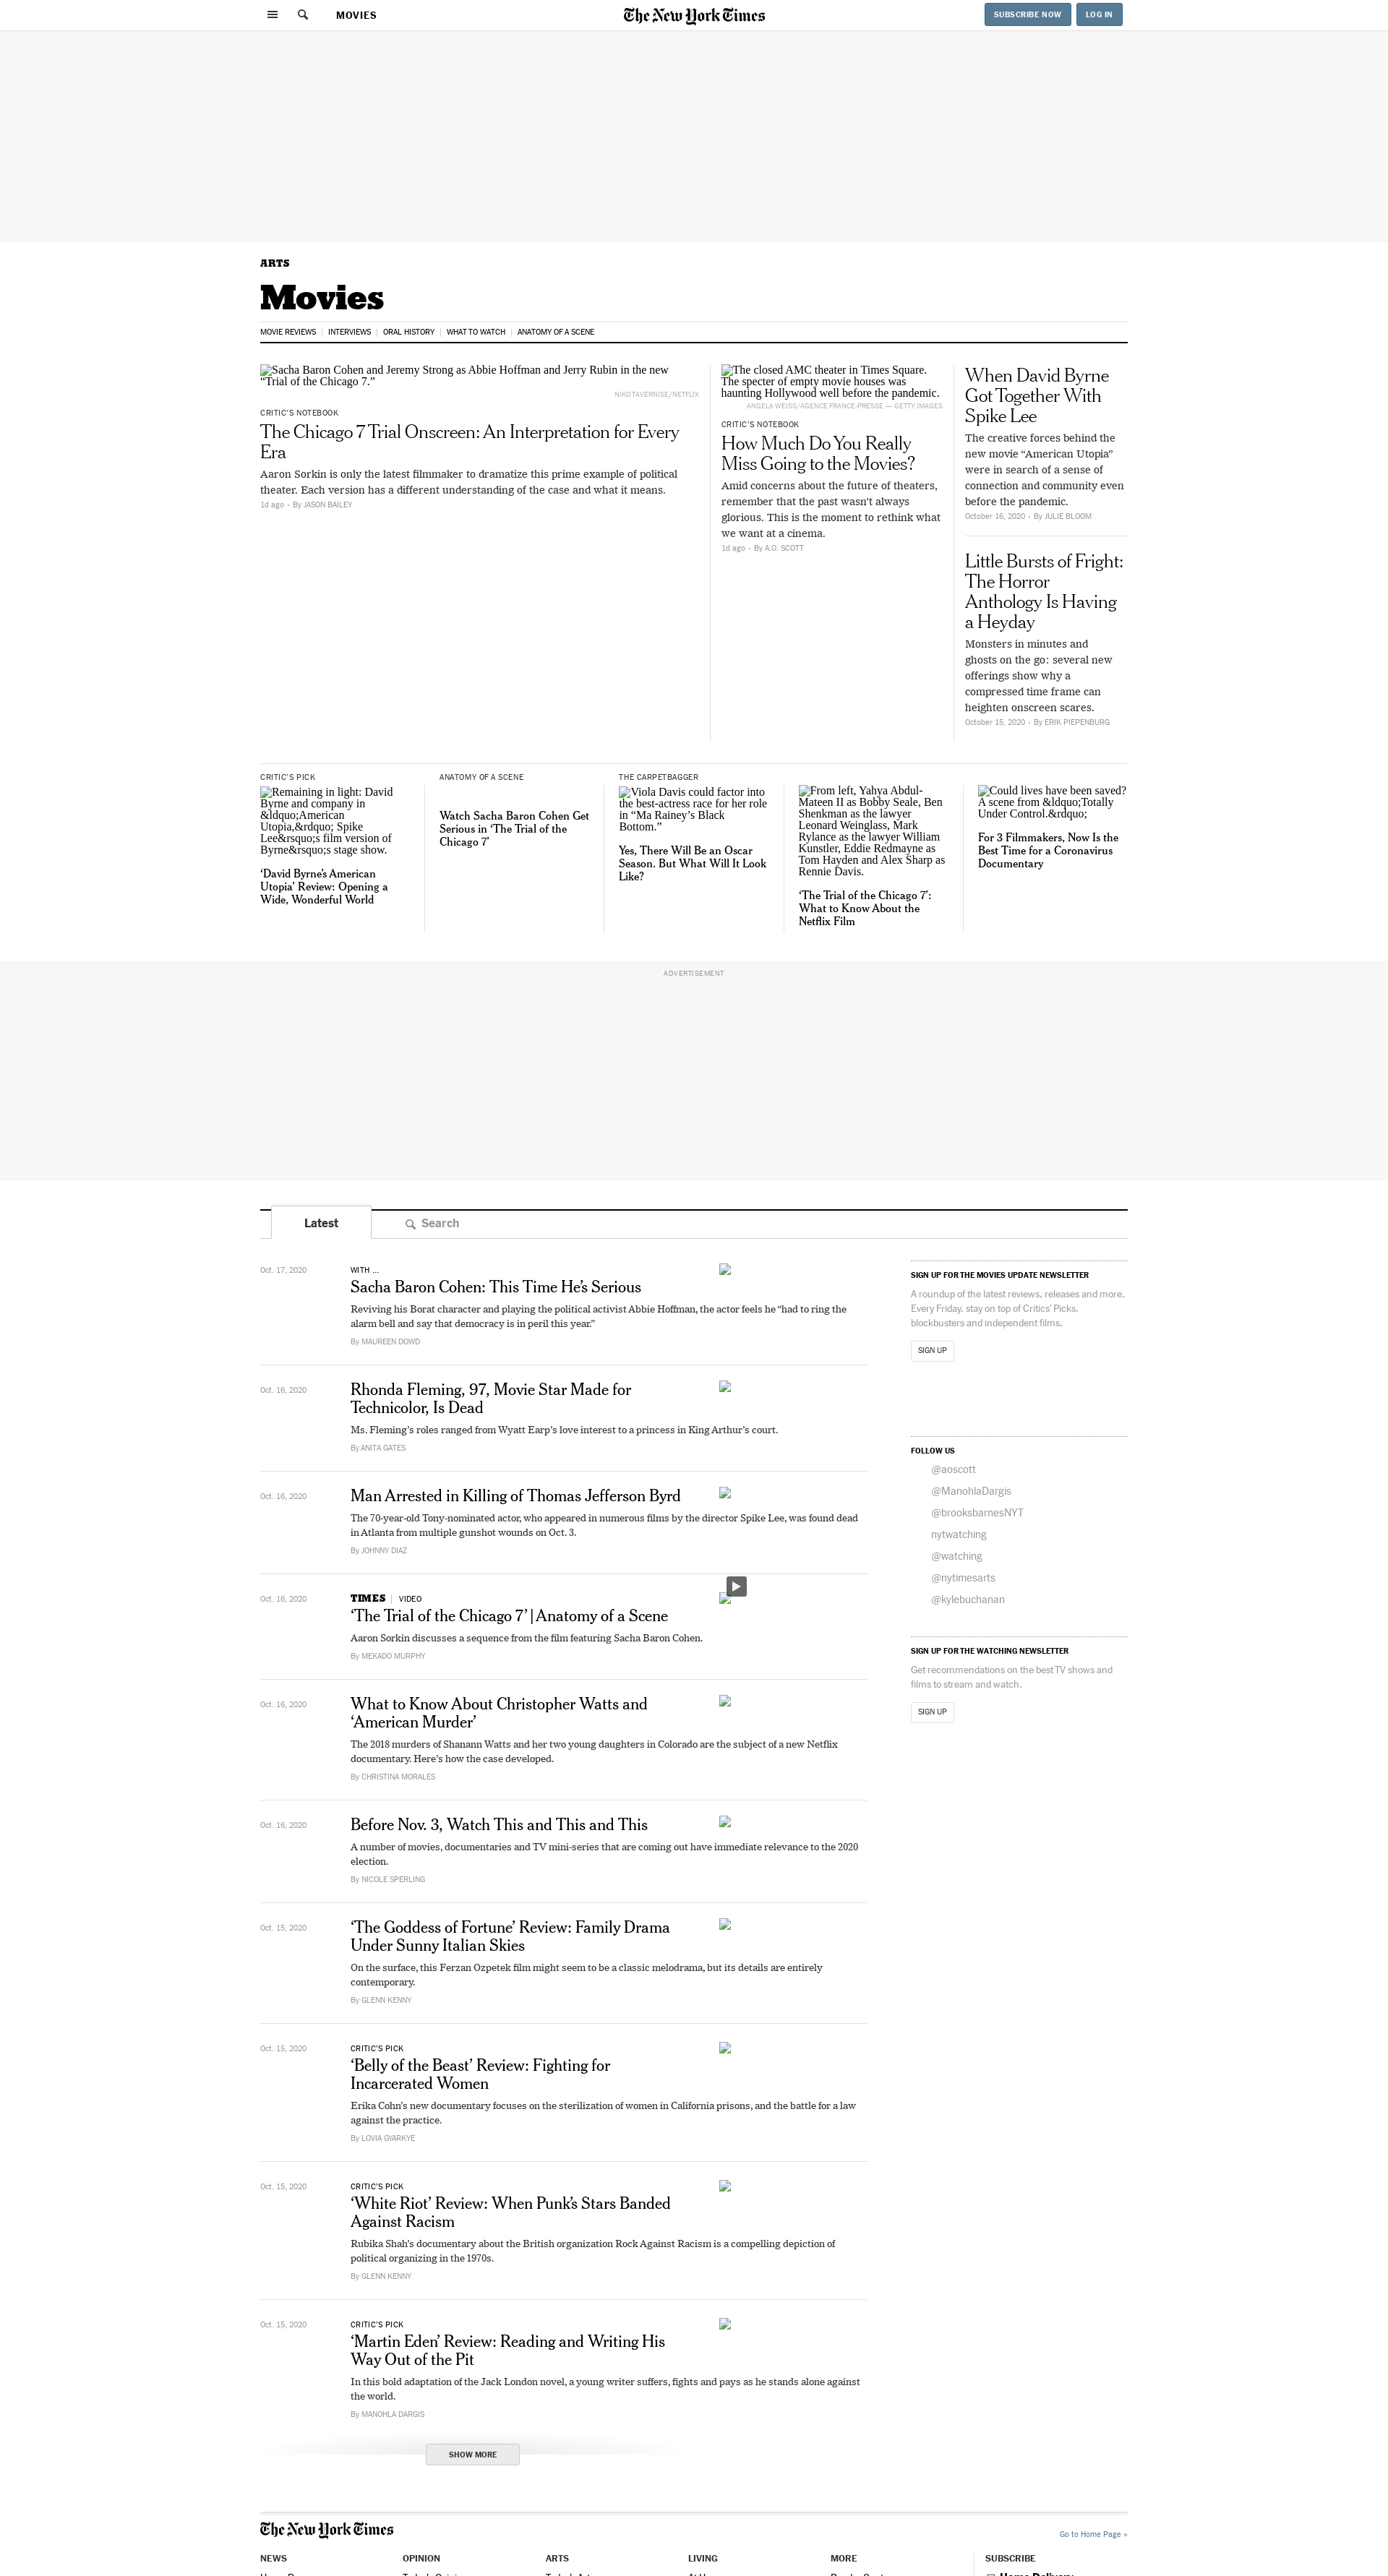 MOVIES
The New York Times
SUBSCRIBE NOW
LOG IN
ARTS
Movies
MOVIE REVIEWS
INTERVIEWS
ORAL HISTORY
WHAT TO WATCH
ANATOMY OF A SCENE
Sacha Baron Cohen and Jeremy Strong as Abbie Hoffman and Jerry Rubin in the new
“Trial of the Chicago 7.”
NIKO TAVERNISE/NETFLIX
CRITIC’S NOTEBOOK
The Chicago 7 Trial Onscreen: An Interpretation for Every
Era
Aaron Sorkin is only the latest filmmaker to dramatize this prime example of political
theater. Each version has a different understanding of the case and what it means.
1d ago • By JASON BAILEY
The closed AMC theater in Times Square.
The specter of empty movie houses was
haunting Hollywood well before the pandemic.
ANGELA WEISS/AGENCE FRANCE-PRESSE — GETTY IMAGES
CRITIC’S NOTEBOOK
How Much Do You Really
Miss Going to the Movies?
Amid concerns about the future of theaters,
remember that the past wasn’t always
glorious. This is the moment to rethink what
we want at a cinema.
1d ago • By A.O. SCOTT
When David Byrne
Got Together With
Spike Lee
The creative forces behind the
new movie “American Utopia”
were in search of a sense of
connection and community even
before the pandemic.
October 16, 2020 • By JULIE BLOOM
Little Bursts of Fright:
The Horror
Anthology Is Having
a Heyday
Monsters in minutes and
ghosts on the go: several new
offerings show why a
compressed time frame can
heighten onscreen scares.
October 15, 2020 • By ERIK PIEPENBURG
CRITIC’S PICK
Remaining in light: David
Byrne and company in
&ldquo;American
Utopia,&rdquo; Spike
Lee&rsquo;s film version of
Byrne&rsquo;s stage show.
‘David Byrne’s American
Utopia’ Review: Opening a
Wide, Wonderful World
ANATOMY OF A SCENE
Watch Sacha Baron Cohen Get
Serious in ‘The Trial of the
Chicago 7’
THE CARPETBAGGER
Viola Davis could factor into
the best-actress race for her role
in “Ma Rainey’s Black
Bottom.”
Yes, There Will Be an Oscar
Season. But What Will It Look
Like?
From left, Yahya Abdul-
Mateen II as Bobby Seale, Ben
Shenkman as the lawyer
Leonard Weinglass, Mark
Rylance as the lawyer William
Kunstler, Eddie Redmayne as
Tom Hayden and Alex Sharp as
Rennie Davis.
‘The Trial of the Chicago 7’:
What to Know About the
Netflix Film
Could lives have been saved?
A scene from &ldquo;Totally
Under Control.&rdquo;
For 3 Filmmakers, Now Is the
Best Time for a Coronavirus
Documentary
ADVERTISEMENT
Latest
Search
Oct. 17, 2020
WITH ...
Sacha Baron Cohen: This Time He’s Serious
Reviving his Borat character and playing the political activist Abbie Hoffman, the actor feels he “had to ring the
alarm bell and say that democracy is in peril this year.”
By MAUREEN DOWD
Oct. 16, 2020
Rhonda Fleming, 97, Movie Star Made for
Technicolor, Is Dead
Ms. Fleming’s roles ranged from Wyatt Earp’s love interest to a princess in King Arthur’s court.
By ANITA GATES
Oct. 16, 2020
Man Arrested in Killing of Thomas Jefferson Byrd
The 70-year-old Tony-nominated actor, who appeared in numerous films by the director Spike Lee, was found dead
in Atlanta from multiple gunshot wounds on Oct. 3.
By JOHNNY DIAZ
Oct. 16, 2020
TIMES | VIDEO
‘The Trial of the Chicago 7’ | Anatomy of a Scene
Aaron Sorkin discusses a sequence from the film featuring Sacha Baron Cohen.
By MEKADO MURPHY
Oct. 16, 2020
What to Know About Christopher Watts and
‘American Murder’
The 2018 murders of Shanann Watts and her two young daughters in Colorado are the subject of a new Netflix
documentary. Here’s how the case developed.
By CHRISTINA MORALES
Oct. 16, 2020
Before Nov. 3, Watch This and This and This
A number of movies, documentaries and TV mini-series that are coming out have immediate relevance to the 2020
election.
By NICOLE SPERLING
Oct. 15, 2020
‘The Goddess of Fortune’ Review: Family Drama
Under Sunny Italian Skies
On the surface, this Ferzan Ozpetek film might seem to be a classic melodrama, but its details are entirely
contemporary.
By GLENN KENNY
Oct. 15, 2020
CRITIC’S PICK
‘Belly of the Beast’ Review: Fighting for
Incarcerated Women
Erika Cohn’s new documentary focuses on the sterilization of women in California prisons, and the battle for a law
against the practice.
By LOVIA GYARKYE
Oct. 15, 2020
CRITIC’S PICK
‘White Riot’ Review: When Punk’s Stars Banded
Against Racism
Rubika Shah’s documentary about the British organization Rock Against Racism is a compelling depiction of
political organizing in the 1970s.
By GLENN KENNY
Oct. 15, 2020
CRITIC’S PICK
‘Martin Eden’ Review: Reading and Writing His
Way Out of the Pit
In this bold adaptation of the Jack London novel, a young writer suffers, fights and pays as he stands alone against
the world.
By MANOHLA DARGIS
SHOW MORE
SIGN UP FOR THE MOVIES UPDATE NEWSLETTER
A roundup of the latest reviews, releases and more.
Every Friday, stay on top of Critics’ Picks,
blockbusters and independent films.
SIGN UP
FOLLOW US
@aoscott
@ManohlaDargis
@brooksbarnesNYT
nytwatching
@watching
@nytimesarts
@kylebuchanan
SIGN UP FOR THE WATCHING NEWSLETTER
Get recommendations on the best TV shows and
films to stream and watch.
SIGN UP
The New York Times
Go to Home Page »
NEWS
OPINION
ARTS
LIVING
MORE
SUBSCRIBE